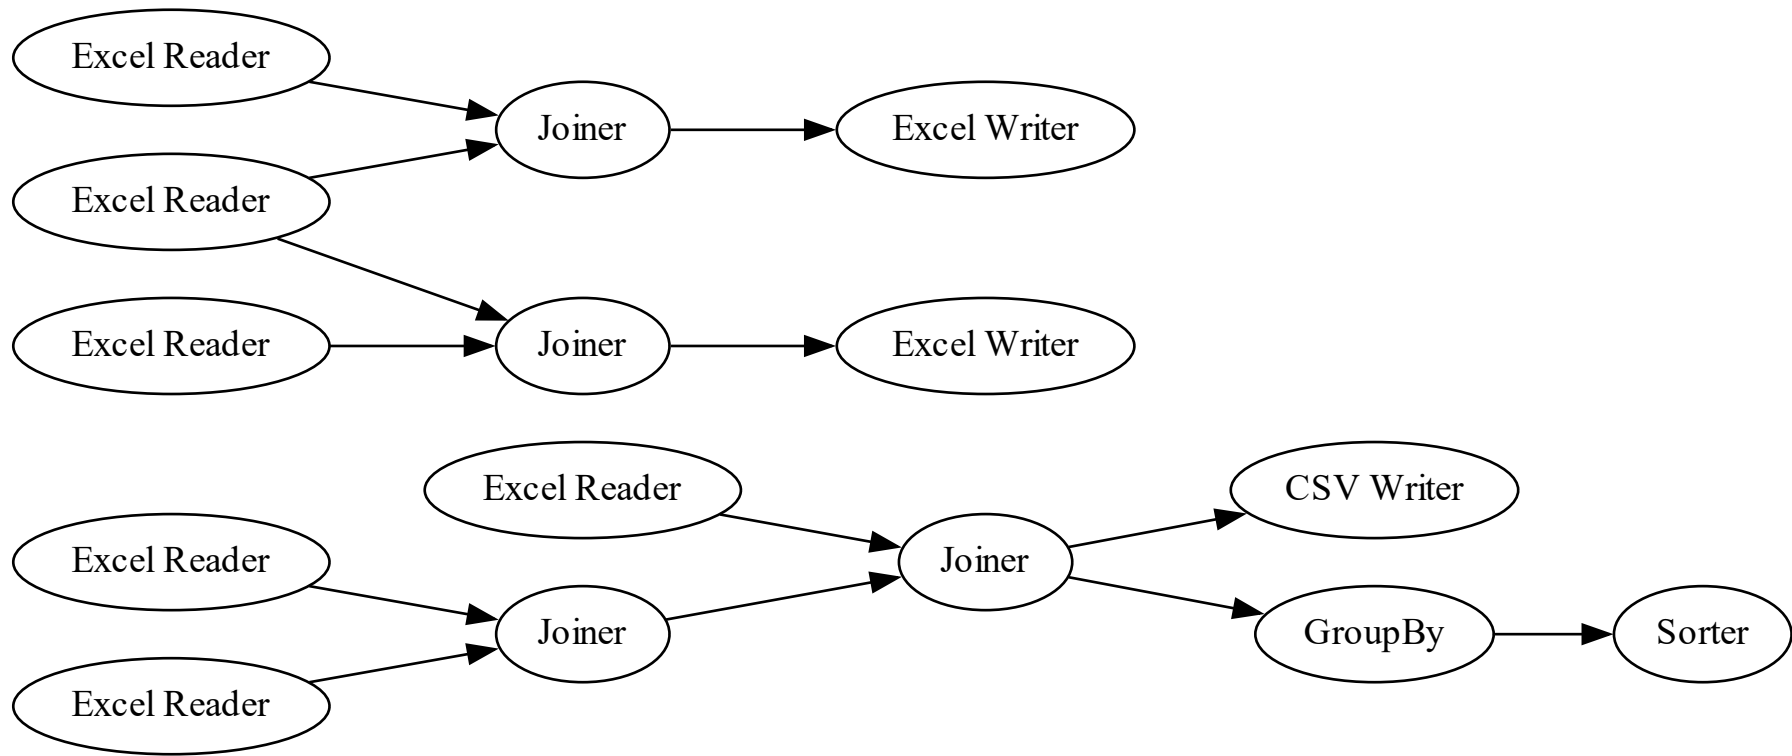 Excel Reader
Joiner
Excel Writer
Excel Reader
Excel Reader
Joiner
Excel Writer
Excel Reader
CSV Writer
Excel Reader
Joiner
Joiner
GroupBy
Sorter
Excel Reader